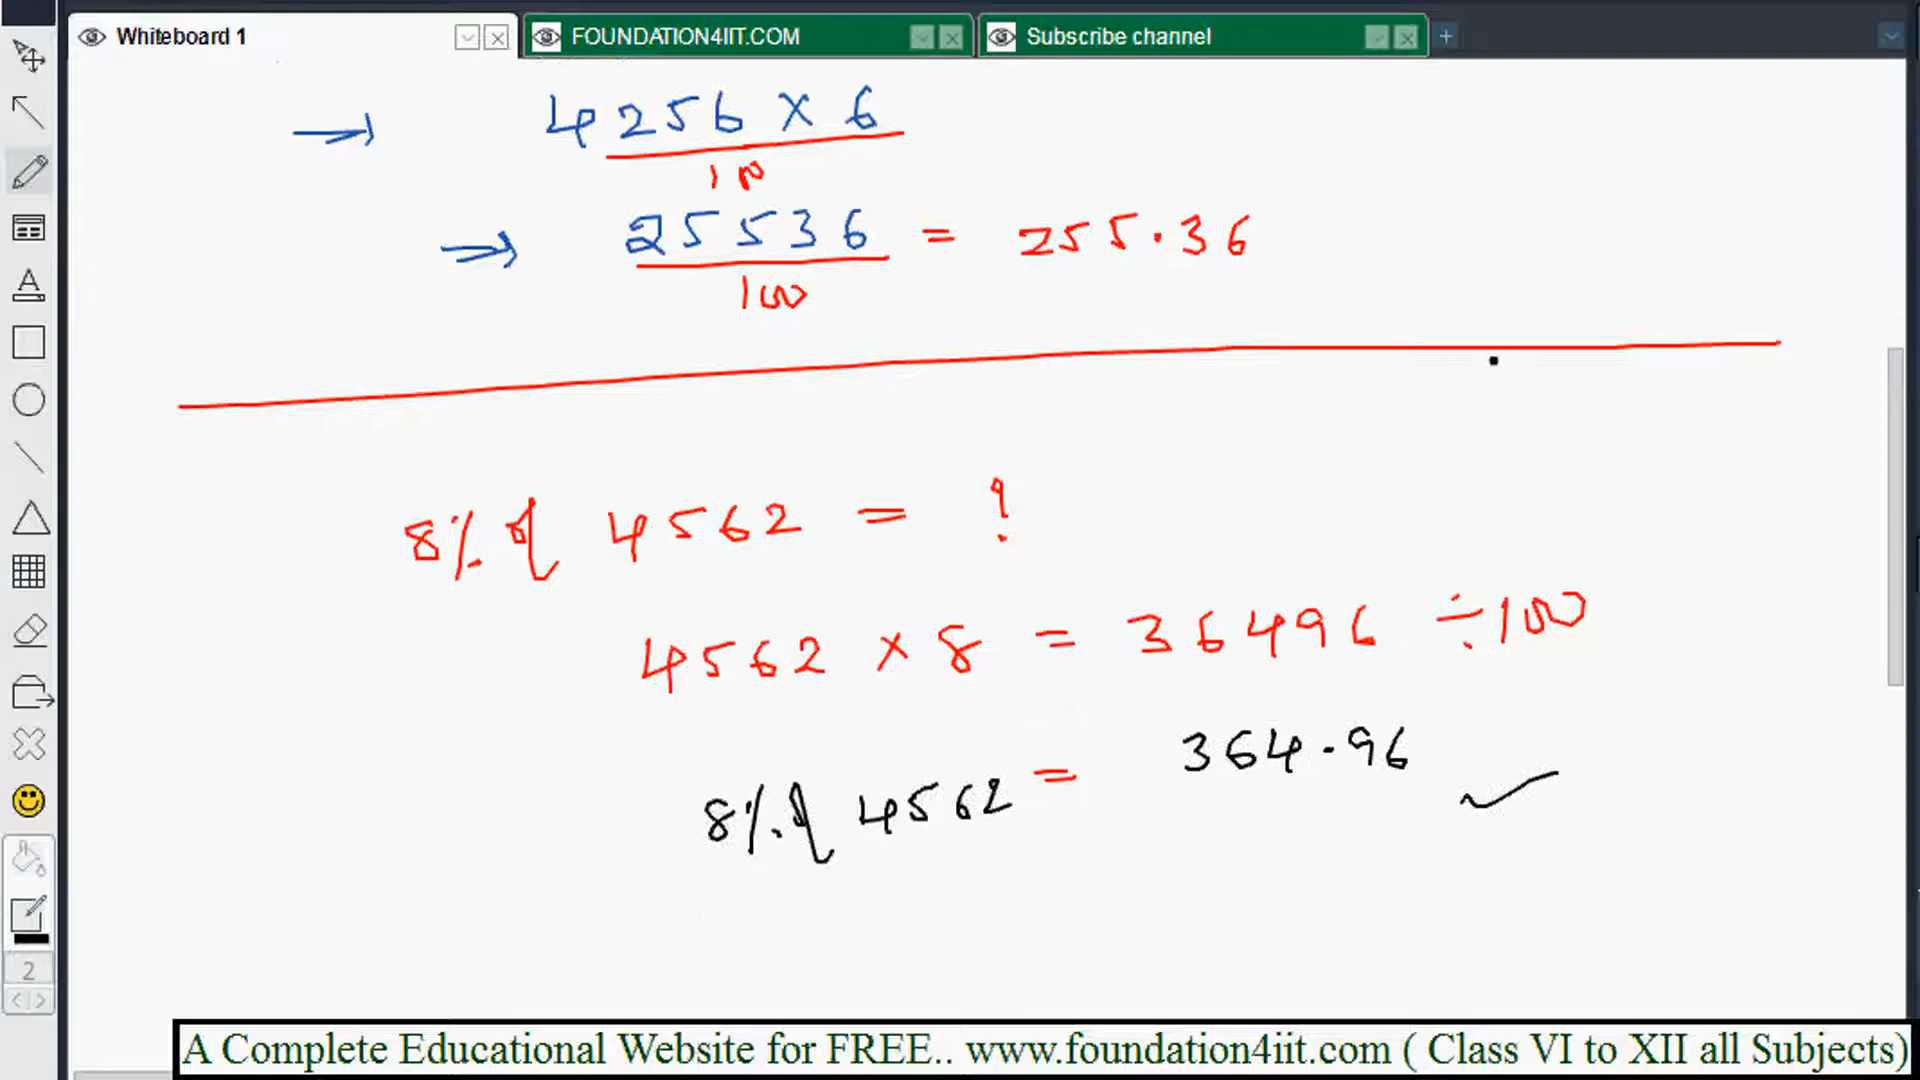 Whiteboard 1
FOUNDATION4IIT.COM
Subscribe channel
→ 4256 × 6
100
→ 25536 = 255.36
100
8% of 4562 = ?
4562 × 8 = 36496 ÷ 100
8% of 4562 = 364.96 ✓
2
A Complete Educational Website for FREE.. www.foundation4iit.com ( Class VI to XII all Subjects)